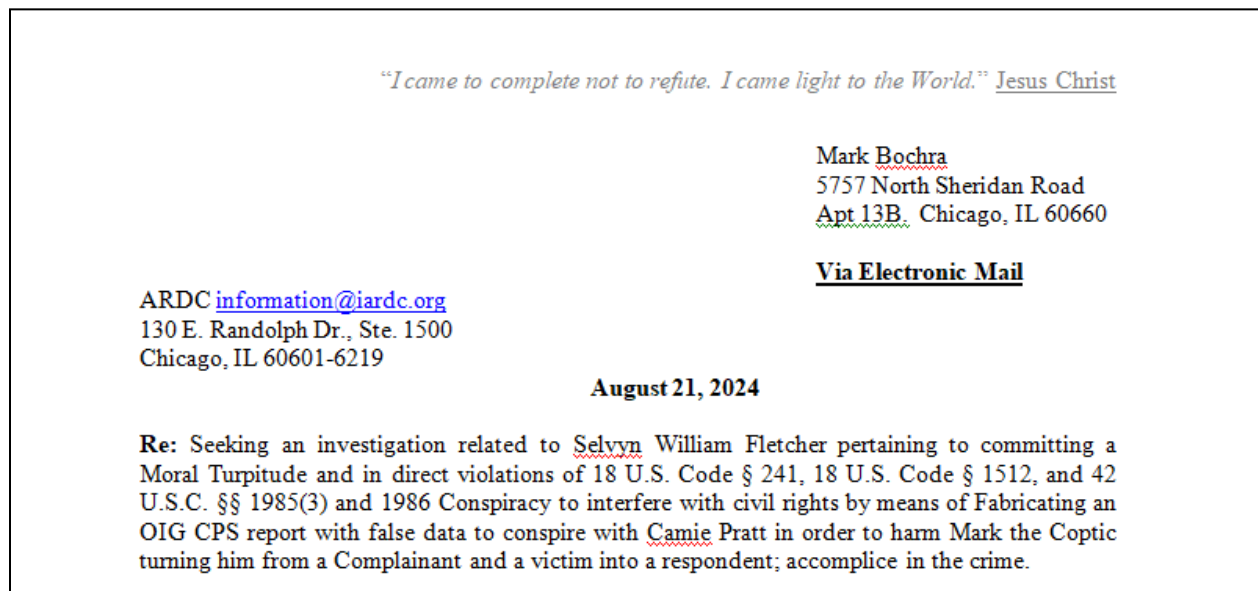 “I came to complete not to refute. I came light to the World.” Jesus Christ
Mark Bochra
5757 North Sheridan Road
Apt 13B.  Chicago, IL 60660
Via Electronic Mail
ARDC information@iardc.org
130 E. Randolph Dr., Ste. 1500
Chicago, IL 60601-6219
August 21, 2024
Re: Seeking an investigation related to Selvyn William Fletcher pertaining to committing a
Moral Turpitude and in direct violations of 18 U.S. Code § 241, 18 U.S. Code § 1512, and 42
U.S.C. §§ 1985(3) and 1986 Conspiracy to interfere with civil rights by means of Fabricating an
OIG CPS report with false data to conspire with Camie Pratt in order to harm Mark the Coptic
turning him from a Complainant and a victim into a respondent; accomplice in the crime.